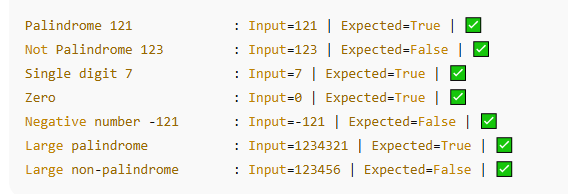 Palindrome 121 : Input=121 | Expected=True | ✅
Not Palindrome 123 : Input=123 | Expected=False | ✅
Single digit 7 : Input=7 | Expected=True | ✅
Zero : Input=0 | Expected=True | ✅
Negative number -121 : Input=-121 | Expected=False | ✅
Large palindrome : Input=1234321 | Expected=True | ✅
Large non-palindrome : Input=123456 | Expected=False | ✅